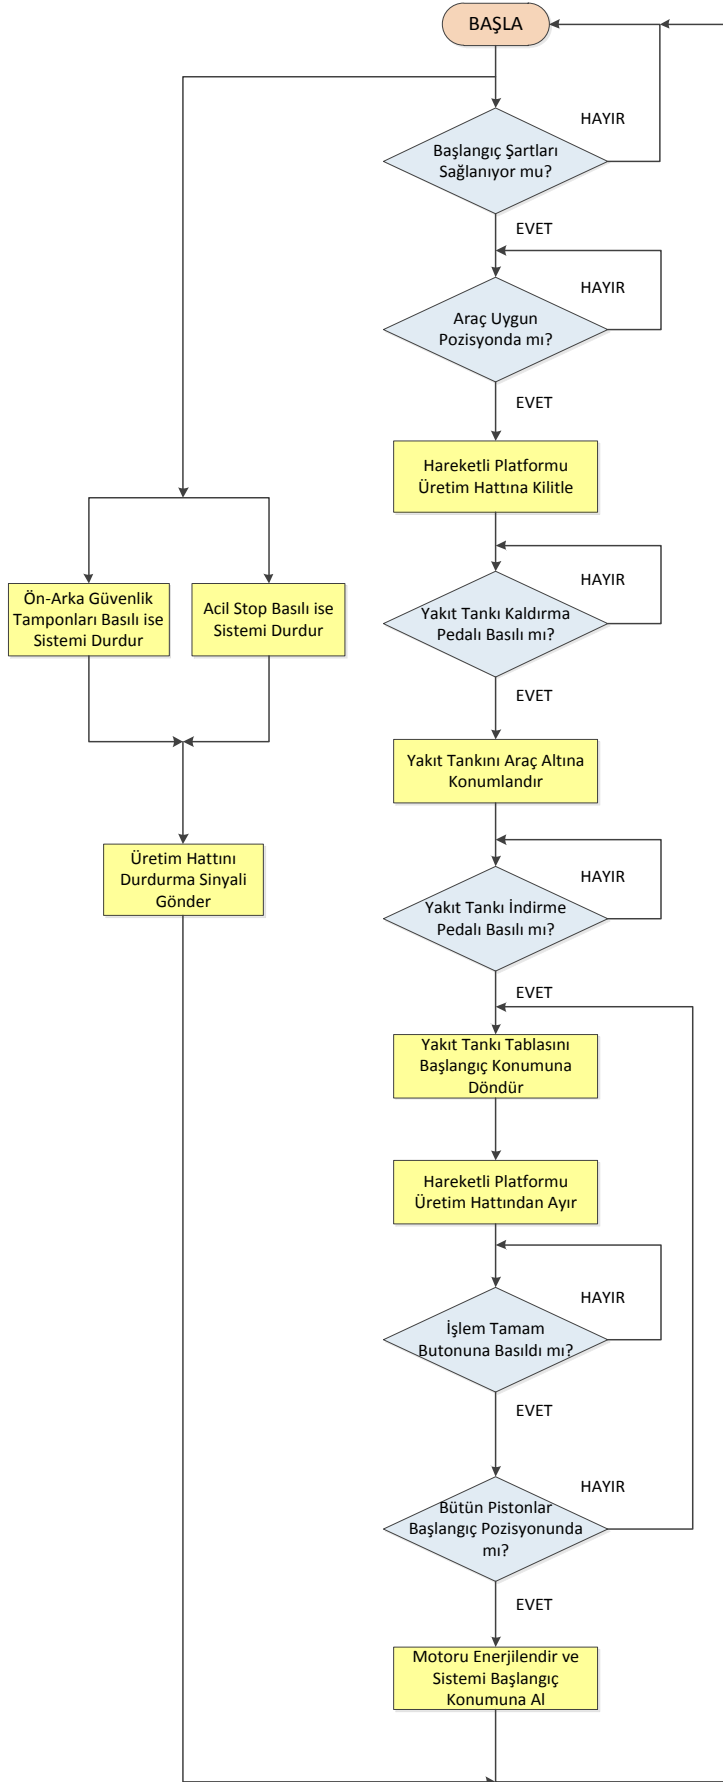 BAŞLA
HAYIR
Başlangıç Şartları
Sağlanıyor mu?
EVET
HAYIR
Araç Uygun
Pozisyonda mı?
EVET
Hareketli Platformu
Üretim Hattına Kilitle
HAYIR
Ön-Arka Güvenlik
Tamponları Basılı ise
Sistemi Durdur
Acil Stop Basılı ise
Sistemi Durdur
Yakıt Tankı Kaldırma
Pedalı Basılı mı?
EVET
Yakıt Tankını Araç Altına
Konumlandır
Üretim Hattını
Durdurma Sinyali
Gönder
HAYIR
Yakıt Tankı İndirme
Pedalı Basılı mı?
EVET
Yakıt Tankı Tablasını
Başlangıç Konumuna
Döndür
Hareketli Platformu
Üretim Hattından Ayır
HAYIR
İşlem Tamam
Butonuna Basıldı mı?
EVET
HAYIR
Bütün Pistonlar
Başlangıç Pozisyonunda
mı?
EVET
Motoru Enerjilendir ve
Sistemi Başlangıç
Konumuna Al